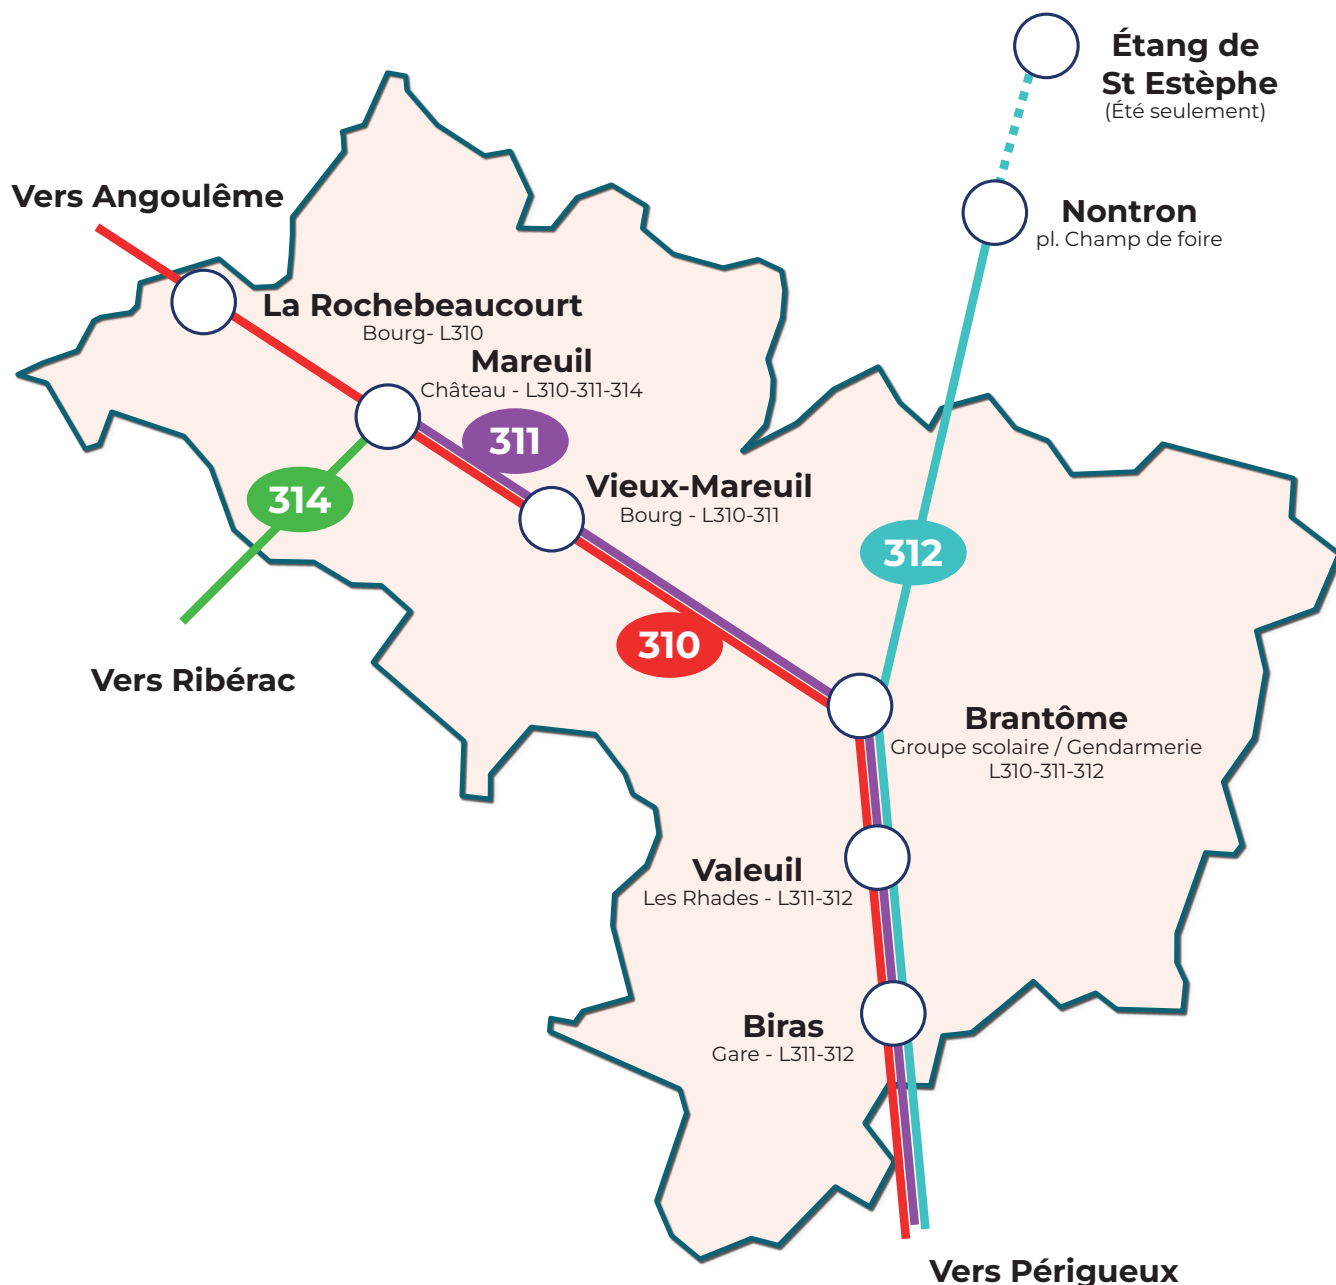 Étang de
St Estèphe
(Été seulement)
Vers Angoulême
Nontron
pl. Champ de foire
La Rochebeaucourt
Bourg- L310
Mareuil
Château - L310-311-314
311
314
Vieux-Mareuil
Bourg - L310-311
312
310
Vers Ribérac
Brantôme
Groupe scolaire / Gendarmerie
L310-311-312
Valeuil
Les Rhades - L311-312
Biras
Gare - L311-312
Vers Périgueux